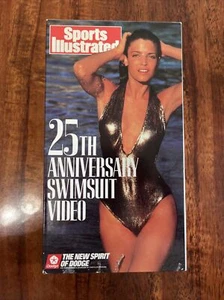 Sports
Illustrated
25TH
ANNIVERSARY
SWIMSUIT
VIDEO
THE NEW SPIRIT
OF DODGE